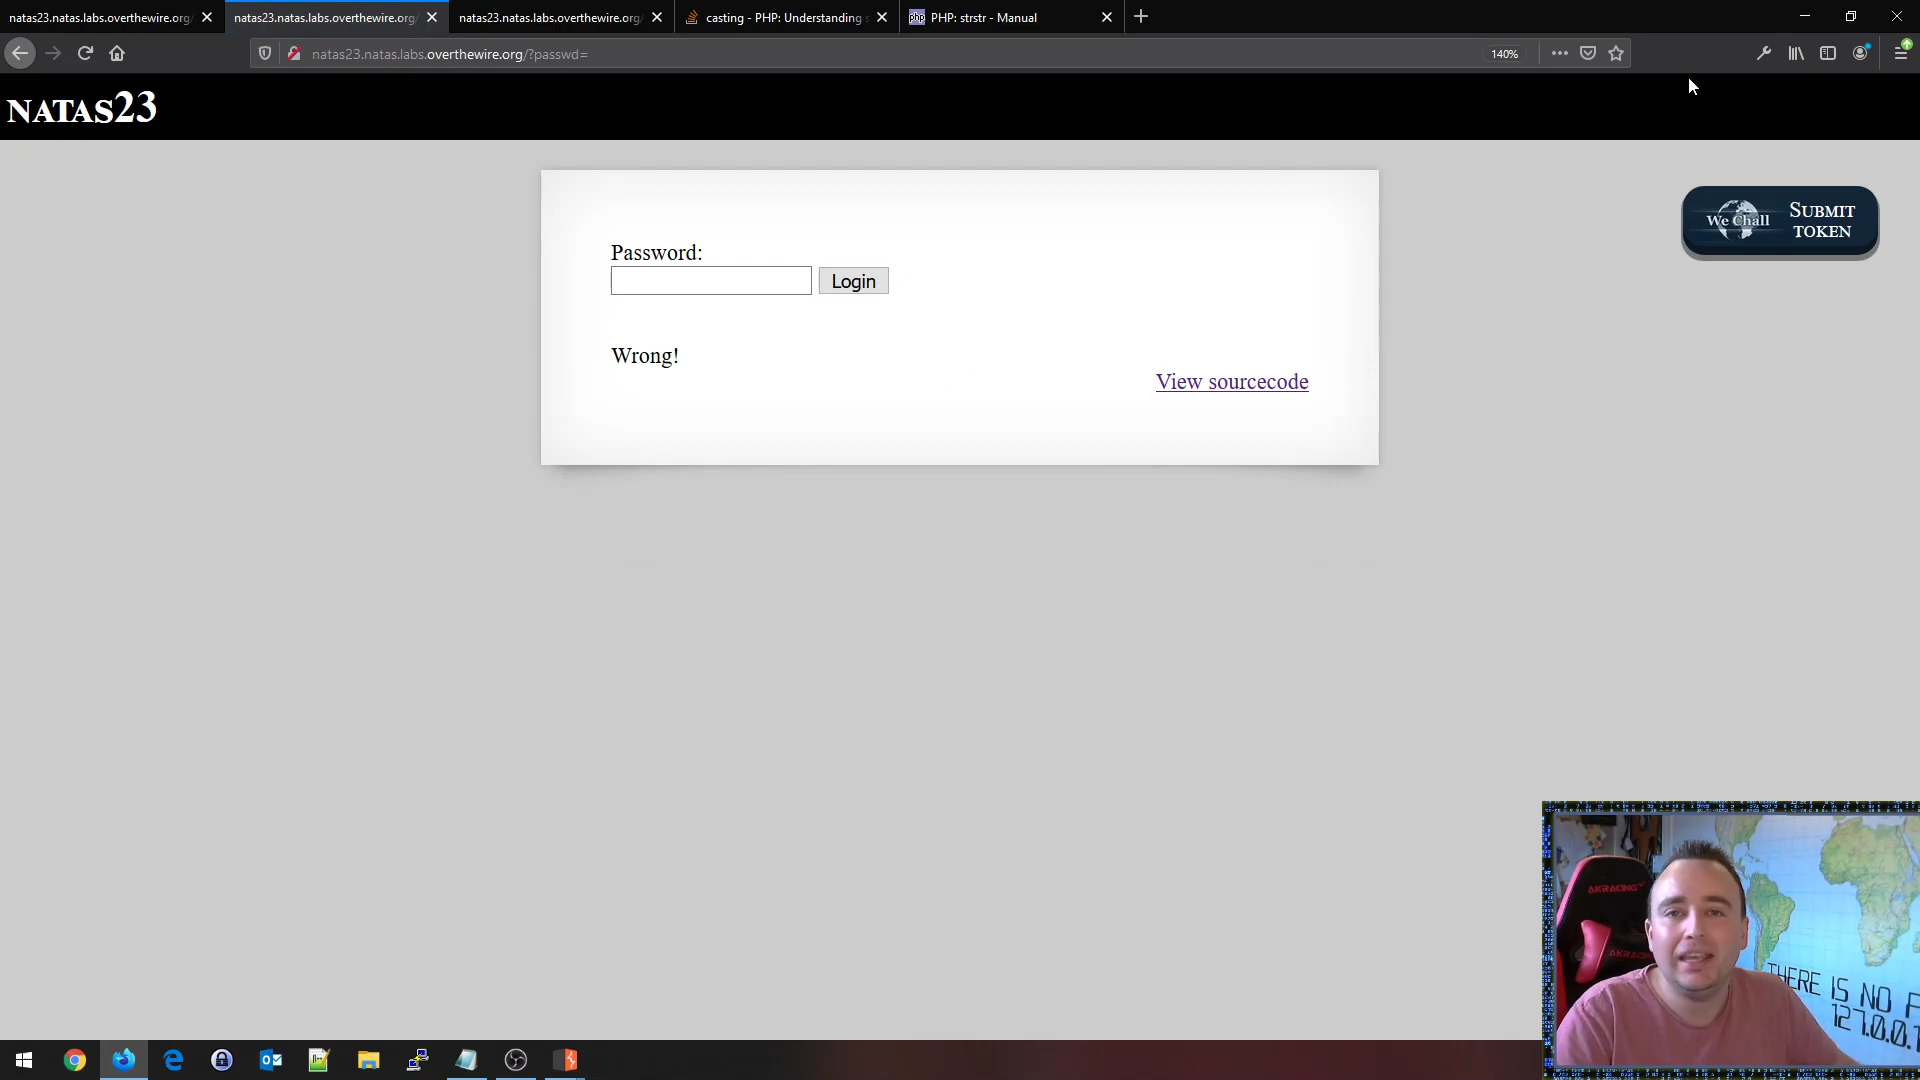 natas23.natas.labs.overthewire.org/
natas23.natas.labs.overthewire.org/
natas23.natas.labs.overthewire.org/
casting - PHP: Understanding
php PHP: strstr - Manual
natas23.natas.labs.overthewire.org/?passwd=
140%
NATAS23
We Chall
SUBMIT
TOKEN
Password:
Login
Wrong!
View sourcecode
AKRACING
THERE IS NO
127.0.0.1